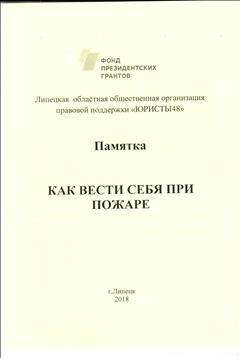 ФОНД
ПРЕЗИДЕНТСКИХ
ГРАНТОВ
Липецкая областная общественная организация
правовой поддержки «ЮРИСТЫ48»
Памятка
КАК ВЕСТИ СЕБЯ ПРИ
ПОЖАРЕ
г.Липецк
2018